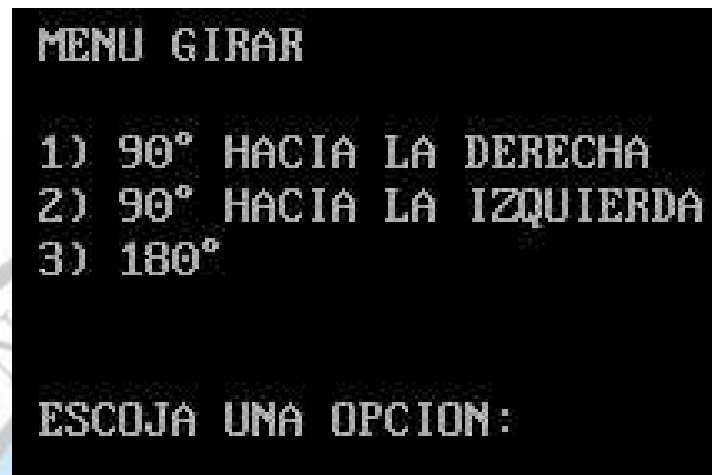 MENU GIRAR
1) 90° HACIA LA DERECHA
2) 90° HACIA LA IZQUIERDA
3) 180°
ESCOJA UNA OPCION: